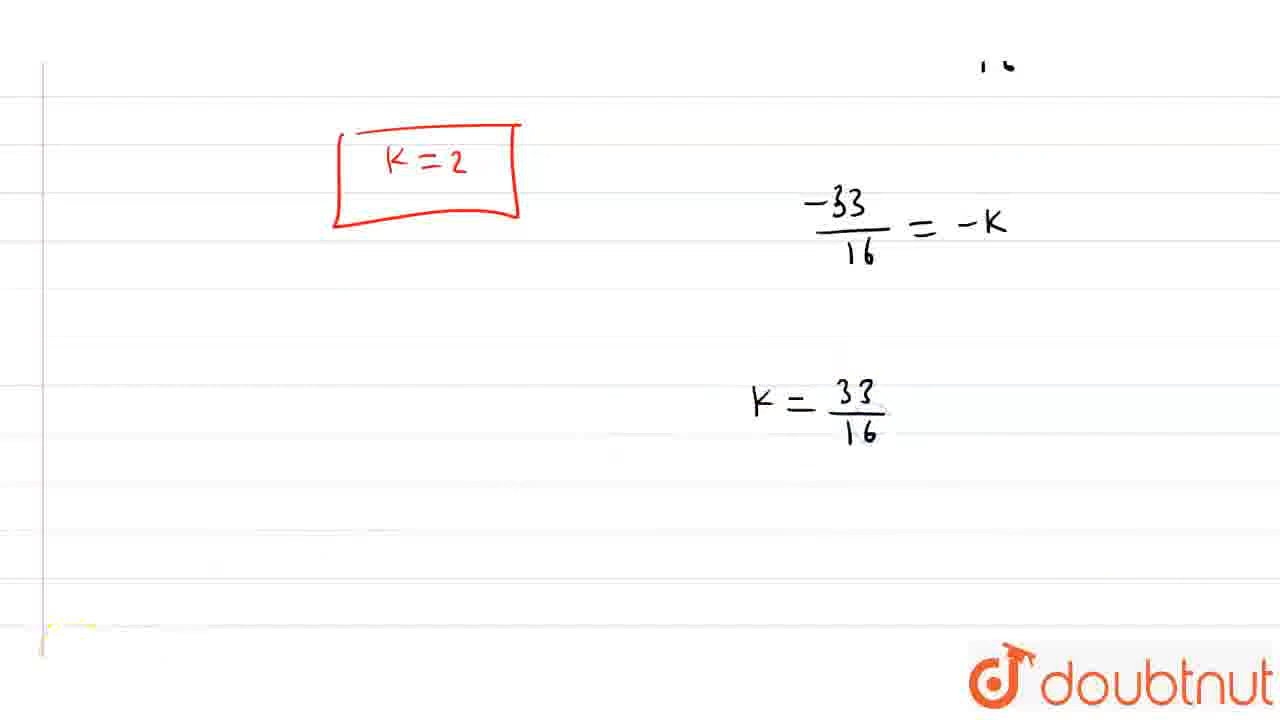 K = 2
-33/16 = -K
K = 33/16
doubtnut